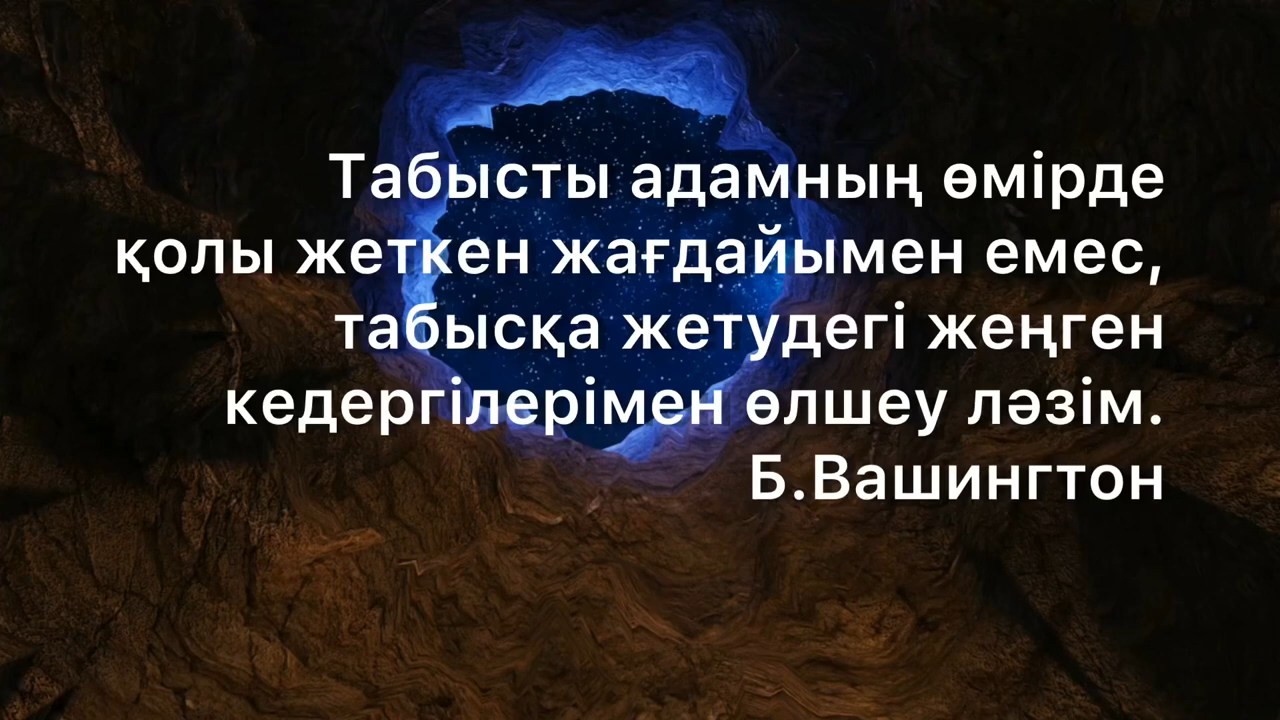 Табысты адамның өмірде
қолы жеткен жағдайымен емес,
табысқа жетудегі жеңген
кедергілерімен өлшеу ләзім.
Б.Вашингтон